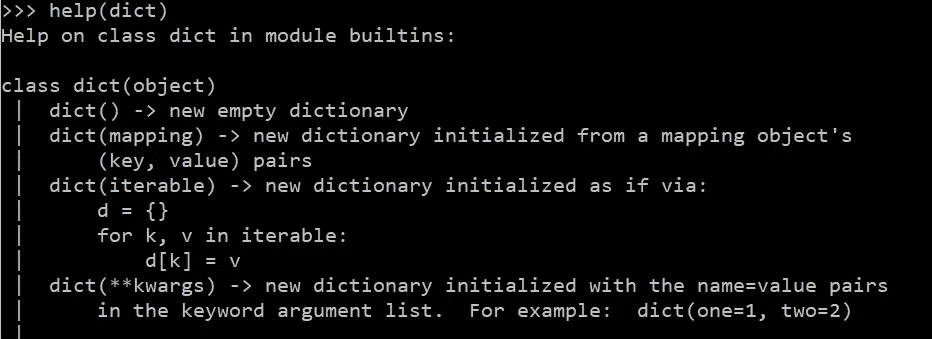 >>> help(dict)
Help on class dict in module builtins:

class dict(object)
 |  dict() -> new empty dictionary
 |  dict(mapping) -> new dictionary initialized from a mapping object's
 |      (key, value) pairs
 |  dict(iterable) -> new dictionary initialized as if via:
 |      d = {}
 |      for k, v in iterable:
 |          d[k] = v
 |  dict(**kwargs) -> new dictionary initialized with the name=value pairs
 |      in the keyword argument list.  For example:  dict(one=1, two=2)
 |